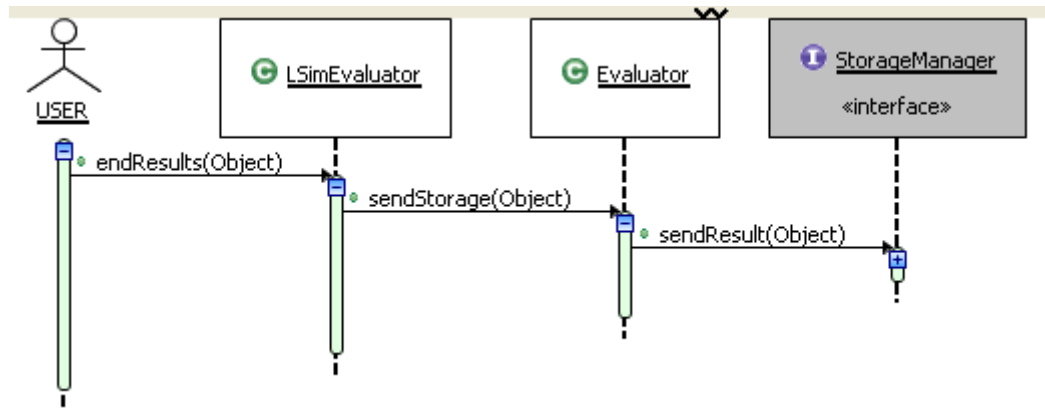 USER
C LSimEvaluator
C Evaluator
I StorageManager
«interface»
endResults(Object)
sendStorage(Object)
sendResult(Object)